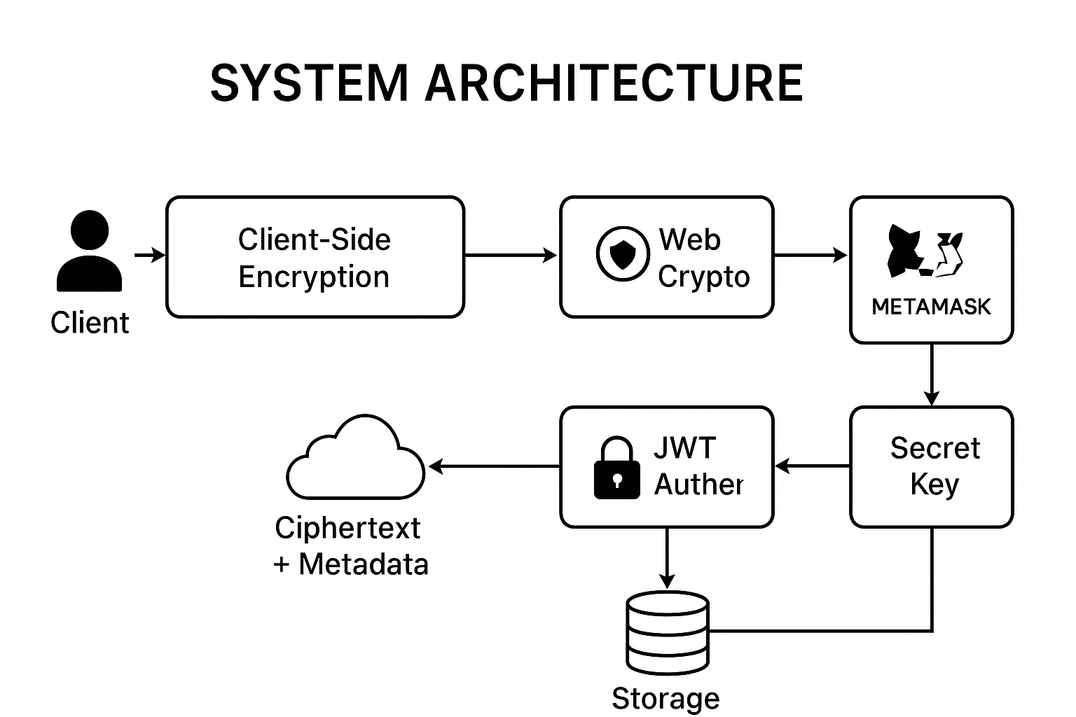 SYSTEM ARCHITECTURE
Client
Client-Side
Encryption
Web
Crypto
METAMASK
Ciphertext
+ Metadata
JWT
Auther
Secret
Key
Storage